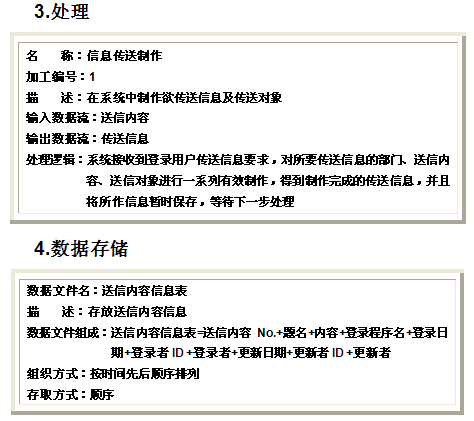 3.处理
名　　称：信息传送制作
加工编号：1
描　　述：在系统中制作欲传送信息及传送对象
输入数据流：送信内容
输出数据流：传送信息
处理逻辑：系统接收到登录用户传送信息要求，对所要传送信息的部门、送信内
容、送信对象进行一系列有效制作，得到制作完成的传送信息，并且
将所作信息暂时保存，等待下一步处理
4.数据存储
数据文件名：送信内容信息表
描　　述：存放送信内容信息
数据文件组成：送信内容信息表=送信内容 No.+题名+内容+登录程序名+登录日
期+登录者 ID +登录者+更新日期+更新者 ID +更新者
组织方式：按时间先后顺序排列
存取方式：顺序